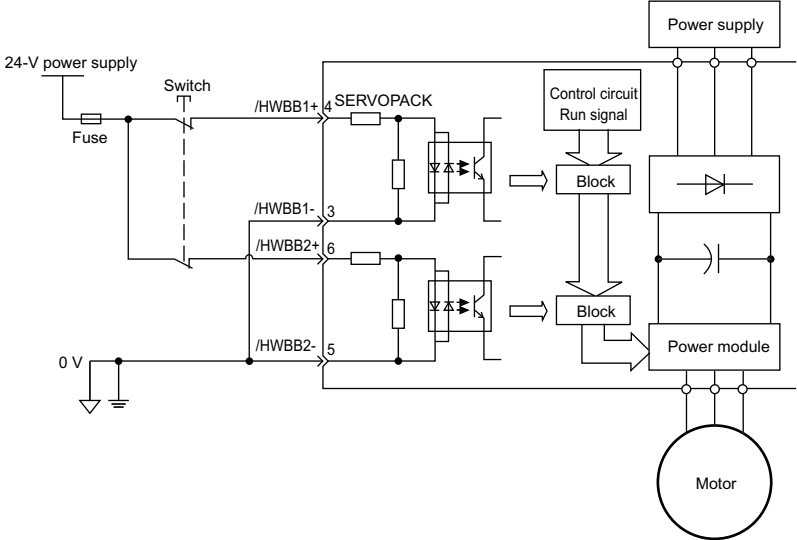 Power supply
24-V power supply
Switch
Fuse
/HWBB1+
4
SERVOPACK
Control circuit
Run signal
Block
/HWBB1-
3
/HWBB2+
6
Block
/HWBB2-
5
0 V
Power module
Motor